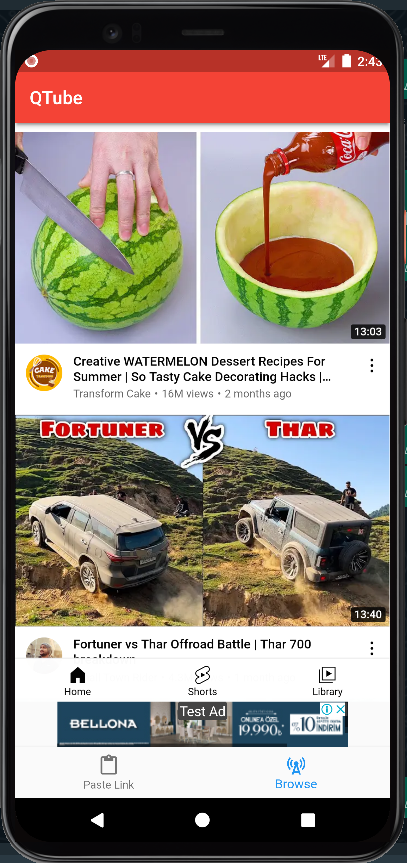 LTE 2:43
QTube
Coca-Cola
13:03
CAKE
Creative WATERMELON Dessert Recipes For
Summer | So Tasty Cake Decorating Hacks |...
Transform Cake • 16M views • 2 months ago
FORTUNER VS THAR
13:40
Fortuner vs Thar Offroad Battle | Thar 700
breakdown
Home
Shorts
Library
BELLONA
Test Ad
ONLINE'A ÖZEL
19,990₺
%10
İNDİRİM
Paste Link
Browse